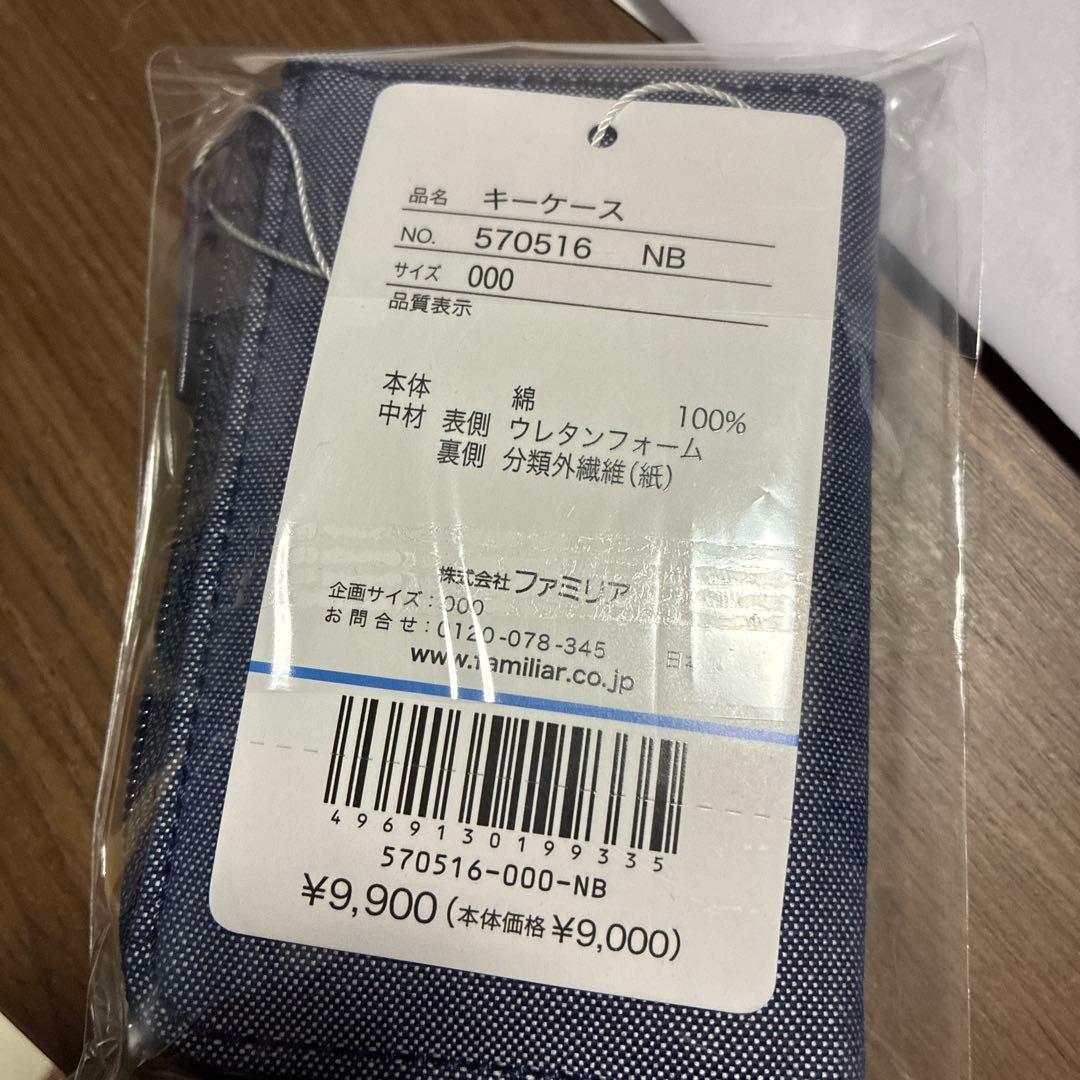 品名 キーケース
NO. 570516 NB
サイズ 000
品質表示
本体 綿 100%
中材 表側 ウレタンフォーム
裏側 分類外繊維(紙)
株式会社ファミリア
企画サイズ:000
お問合せ:0120-078-345
www.familiar.co.jp
4969130199335
570516-000-NB
¥9,900(本体価格¥9,000)